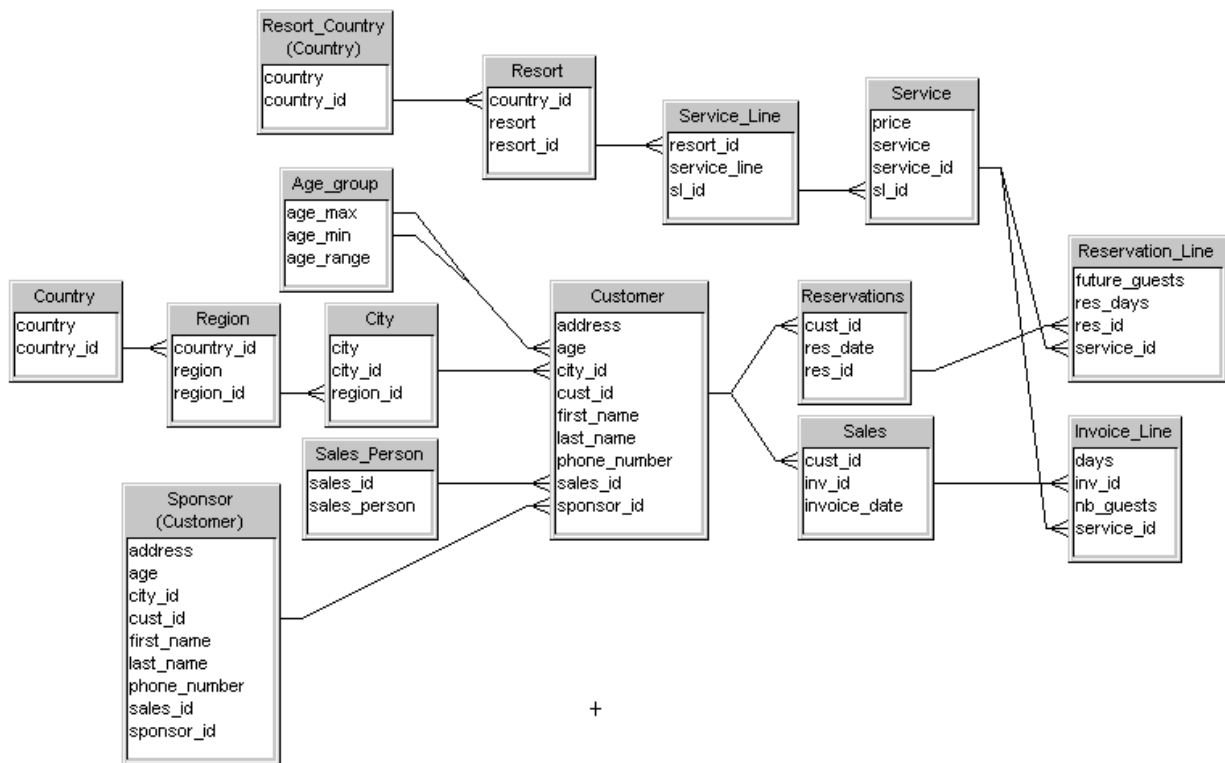 Resort_Country
(Country)
country
country_id
Resort
country_id
resort
resort_id
Service_Line
resort_id
service_line
sl_id
Service
price
service
service_id
sl_id
Age_group
age_max
age_min
age_range
Reservation_Line
future_guests
res_days
res_id
service_id
Country
country
country_id
Region
country_id
region
region_id
City
city
city_id
region_id
Customer
address
age
city_id
cust_id
first_name
last_name
phone_number
sales_id
sponsor_id
Reservations
cust_id
res_date
res_id
Sales
cust_id
inv_id
invoice_date
Invoice_Line
days
inv_id
nb_guests
service_id
Sales_Person
sales_id
sales_person
Sponsor
(Customer)
address
age
city_id
cust_id
first_name
last_name
phone_number
sales_id
sponsor_id